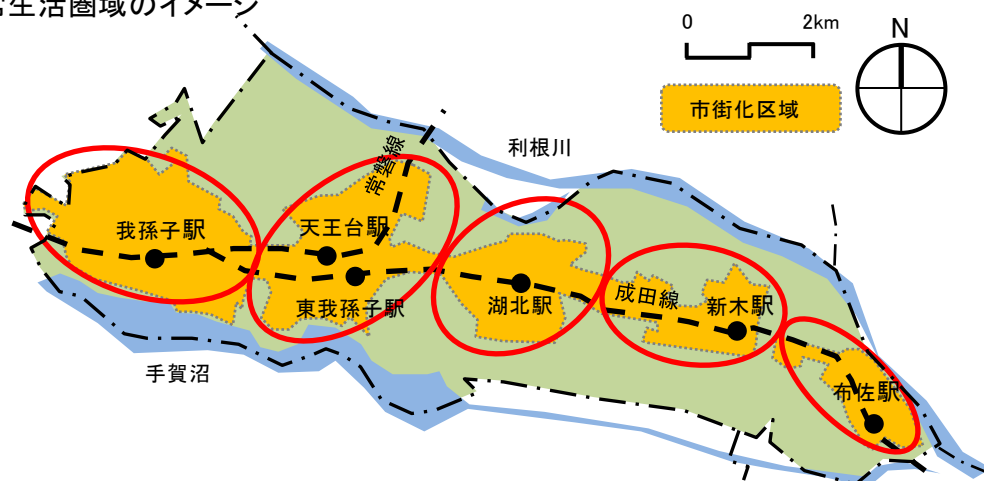 生活圏域のイメージ
0 2km
N
市街化区域
利根川
常磐線
我孫子駅
天王台駅
東我孫子駅
湖北駅
成田線
新木駅
手賀沼
布佐駅